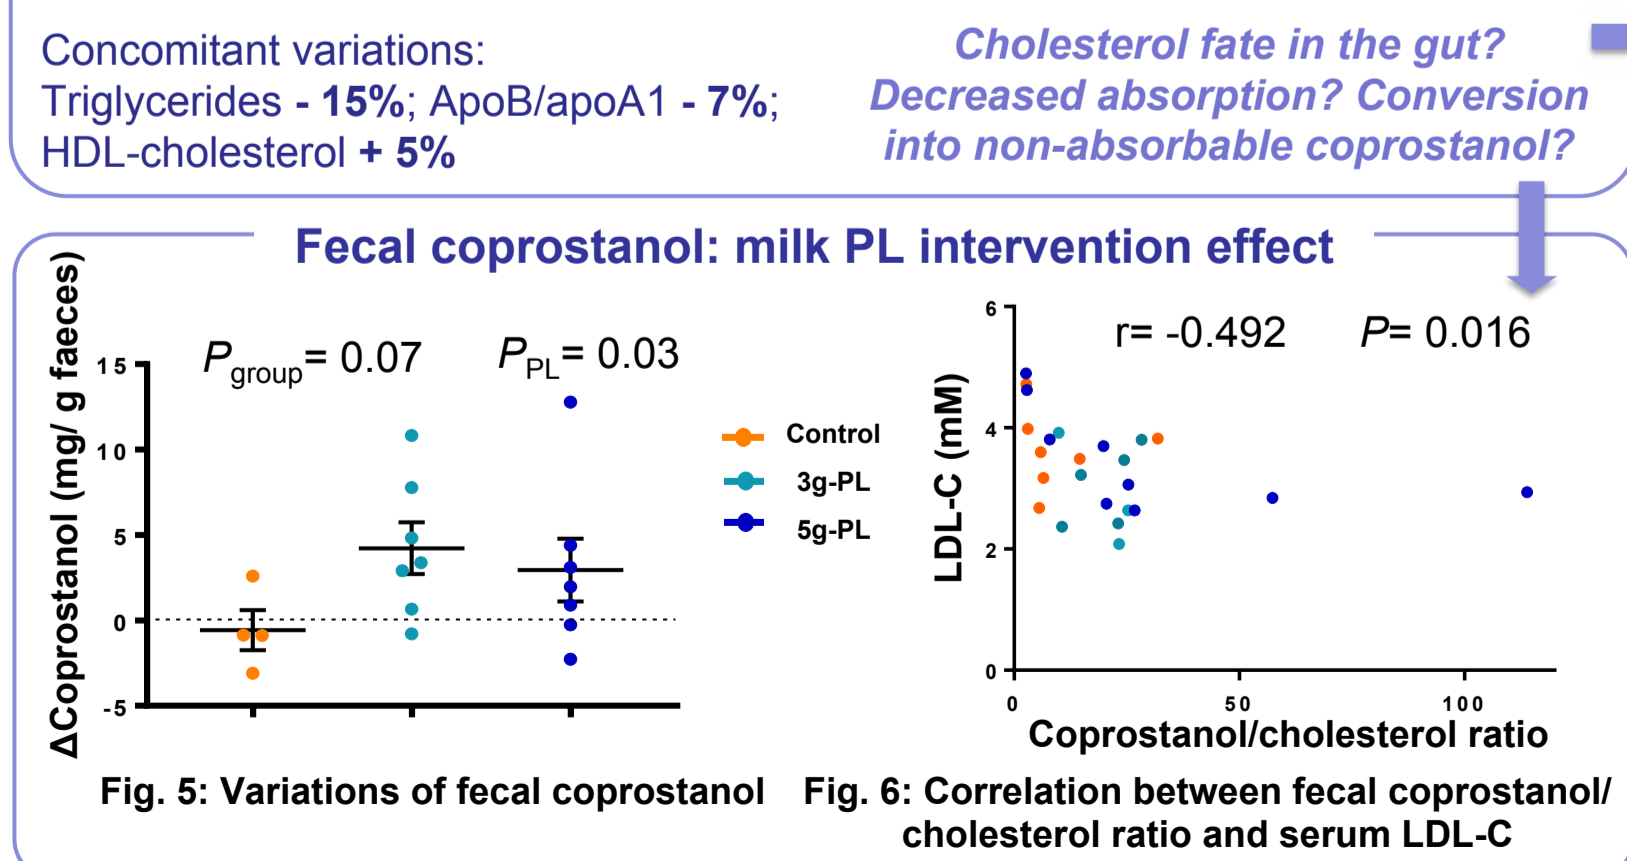 Concomitant variations:
Triglycerides - 15%; ApoB/apoA1 - 7%;
HDL-cholesterol + 5%
Cholesterol fate in the gut?
Decreased absorption? Conversion
into non-absorbable coprostanol?
Fecal coprostanol: milk PL intervention effect
ΔCoprostanol (mg/ g faeces)
15
10
5
0
-5
Pgroup= 0.07
PPL= 0.03
Control
3g-PL
5g-PL
Fig. 5: Variations of fecal coprostanol
LDL-C (mM)
6
4
2
0
r= -0.492
P= 0.016
0
50
100
Coprostanol/cholesterol ratio
Fig. 6: Correlation between fecal coprostanol/
cholesterol ratio and serum LDL-C